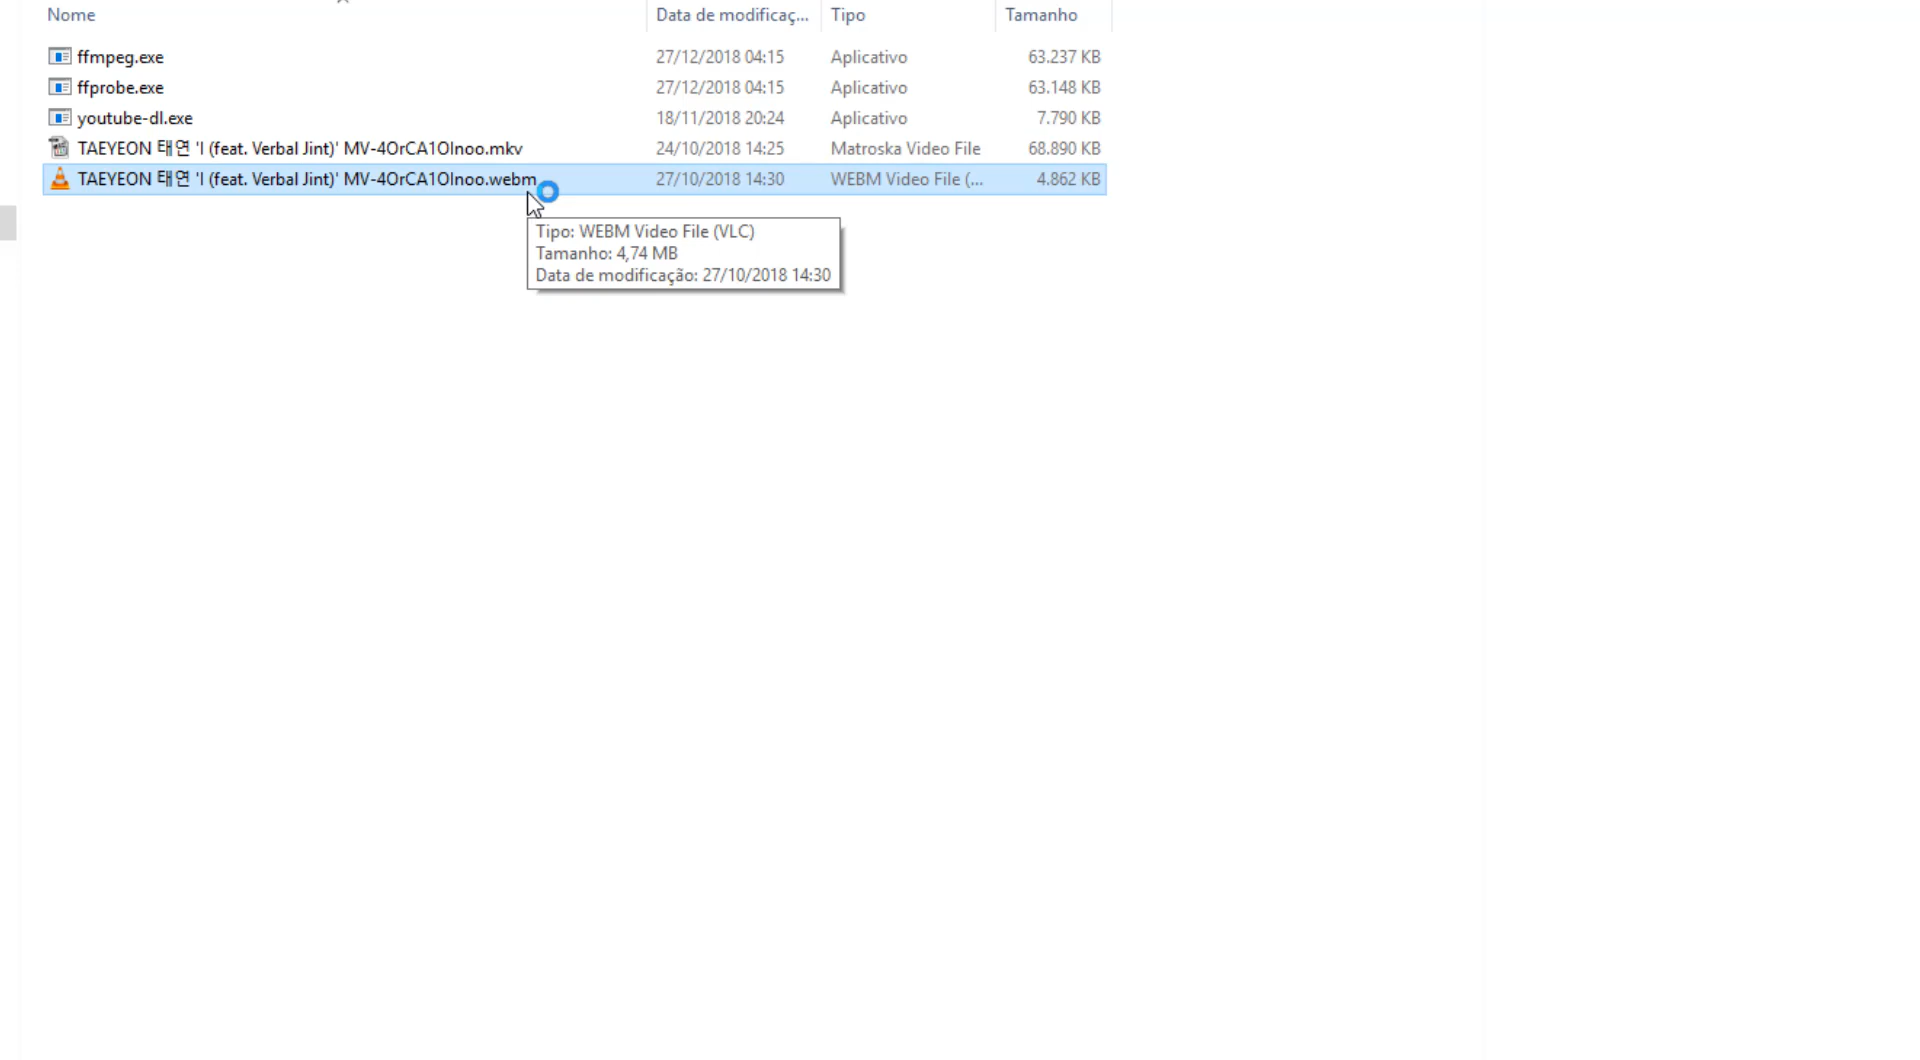 Nome Data de modificaç... Tipo Tamanho
ffmpeg.exe 27/12/2018 04:15 Aplicativo 63.237 KB
ffprobe.exe 27/12/2018 04:15 Aplicativo 63.148 KB
youtube-dl.exe 18/11/2018 20:24 Aplicativo 7.790 KB
TAEYEON 태연 'I (feat. Verbal Jint)' MV-4OrCA1OInoo.mkv 24/10/2018 14:25 Matroska Video File 68.890 KB
TAEYEON 태연 'I (feat. Verbal Jint)' MV-4OrCA1OInoo.webm 27/10/2018 14:30 WEBM Video File (... 4.862 KB
Tipo: WEBM Video File (VLC)
Tamanho: 4,74 MB
Data de modificação: 27/10/2018 14:30